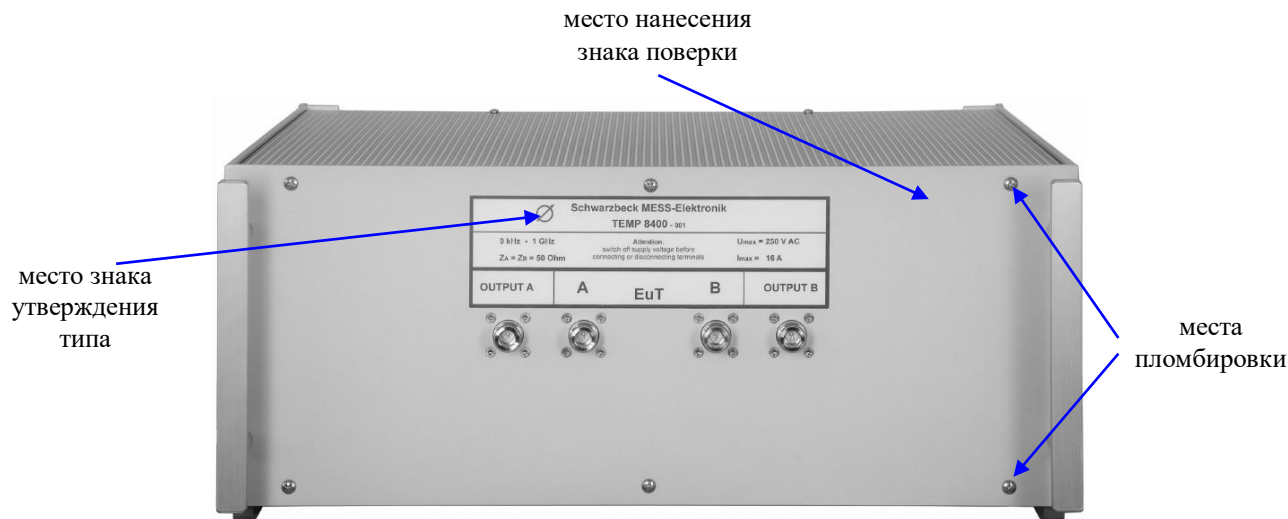 место нанесения
знака поверки
Schwarzbeck MESS-Elektronik
TEMP 8400 - 001
9 kHz - 1 GHz
Attention:
switch off supply voltage before
connecting or disconnecting terminals
Umax = 250 V AC
ZA = ZB = 50 Ohm
Imax = 16 A
OUTPUT A
A
EuT
B
OUTPUT B
место знака
утверждения
типа
места
пломбировки